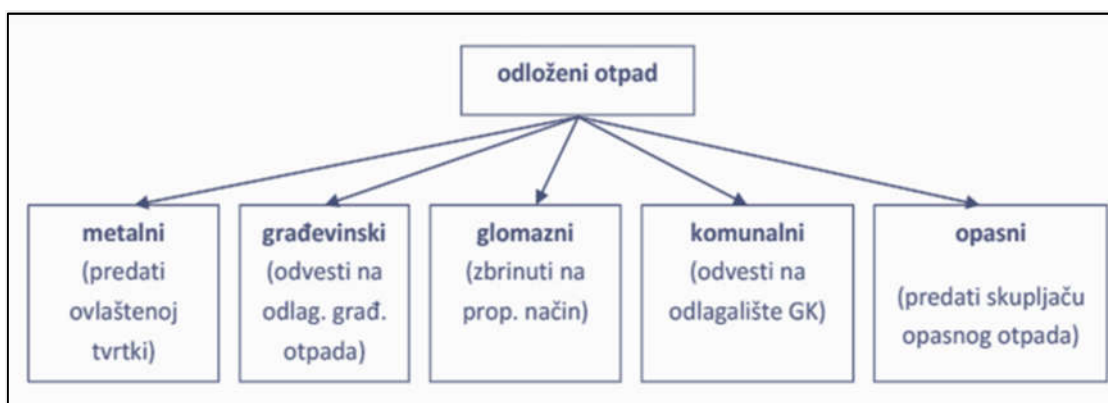 odloženi otpad
metalni
(predati
ovlaštenoj
tvrtki)
građevinski
(odvesti na
odlag. građ.
otpada)
glomazni
(zbrinuti na
prop. način)
komunalni
(odvesti na
odlagalište GK)
opasni
(predati skupljaču
opasnog otpada)